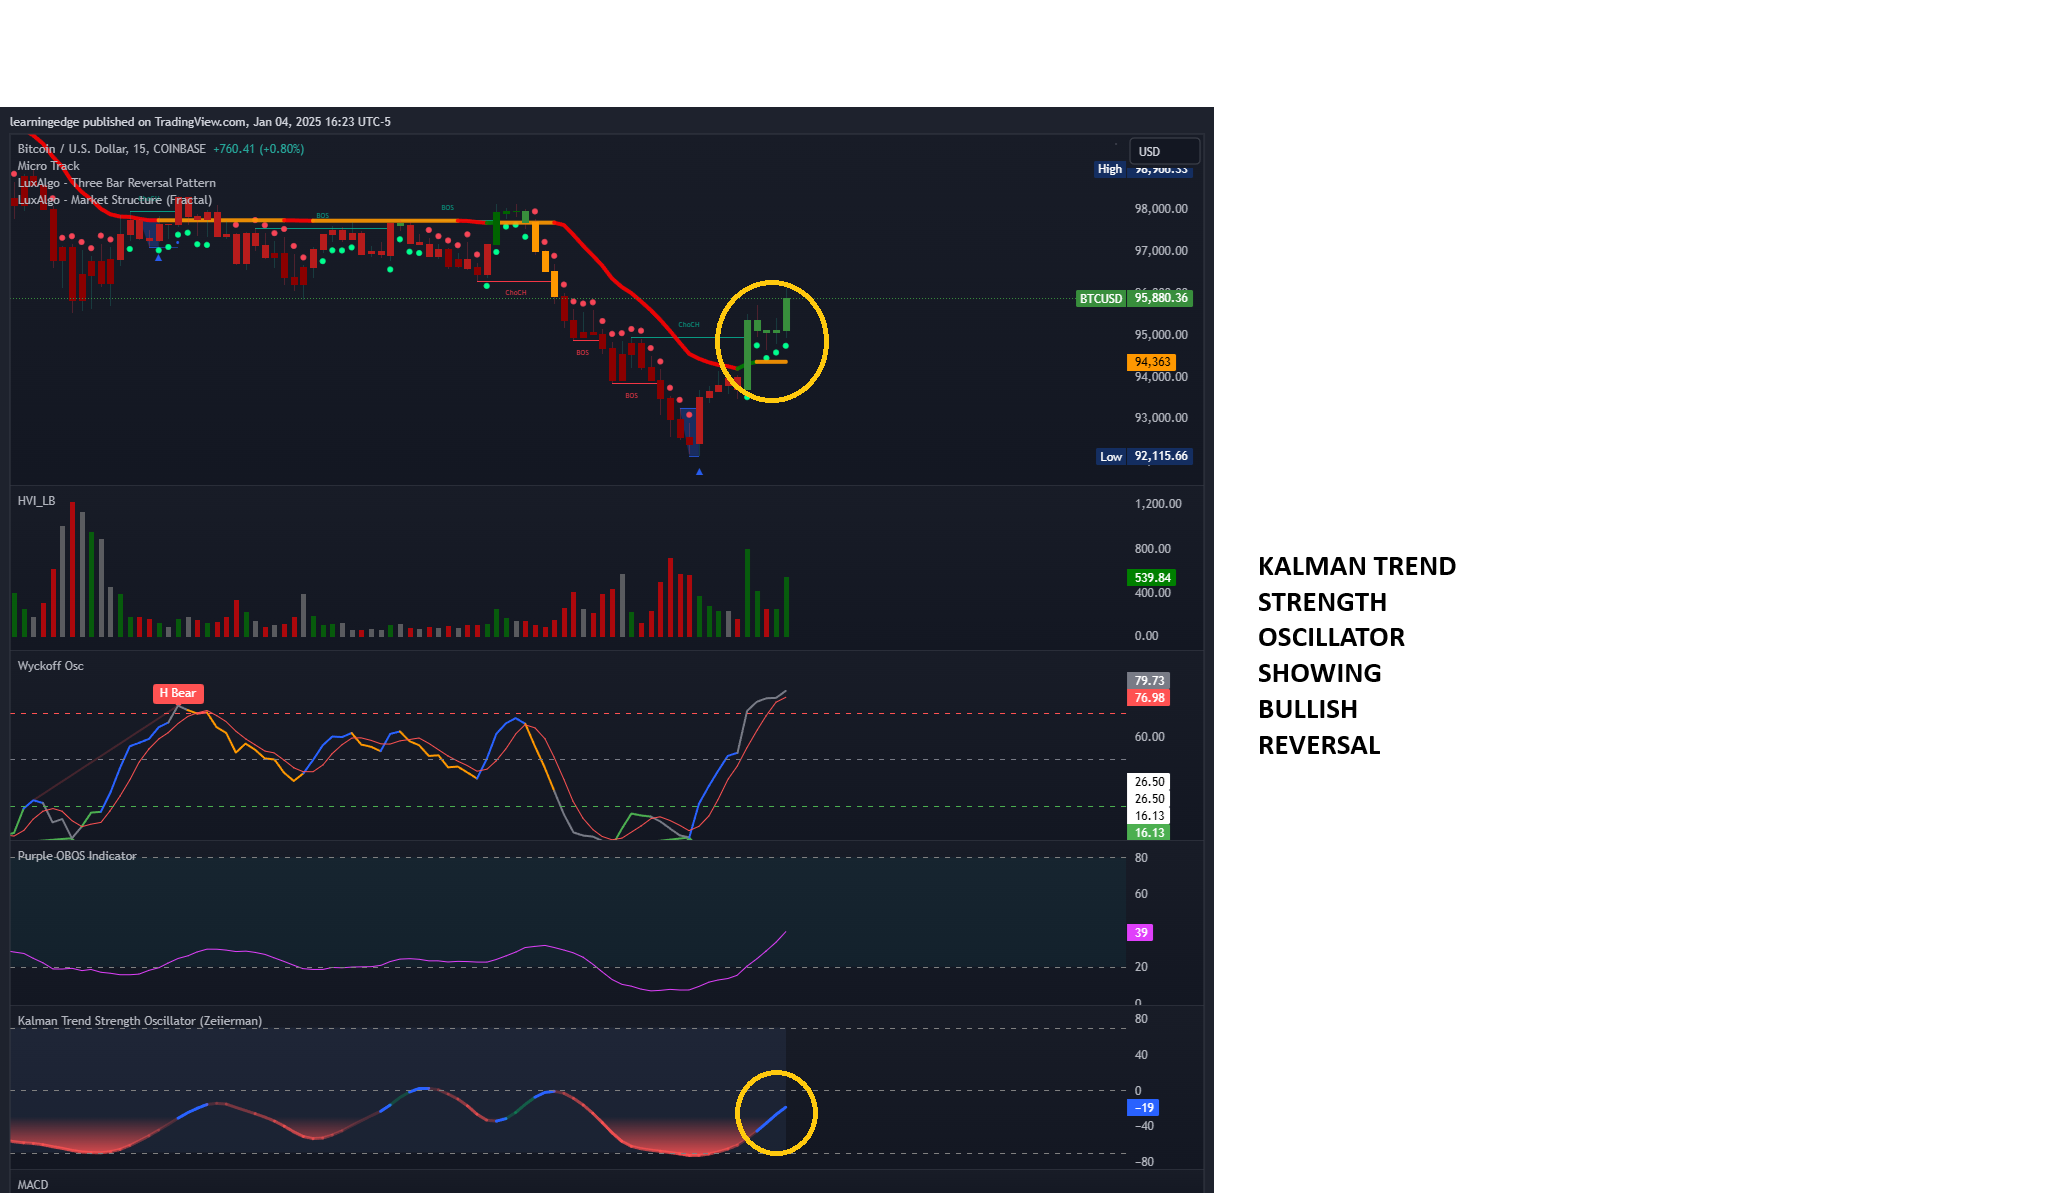 learningedge published on TradingView.com, Jan 04, 2025 16:23 UTC-5
Bitcoin / U.S. Dollar, 15, COINBASE +760.41 (+0.80%)
USD
Micro Track
High
LuxAlgo - Three Bar Reversal Pattern
LuxAlgo - Market Structure (Fractal)
98,000.00
BOS
BOS
97,000.00
ChoCH
BTCUSD 95,880.36
ChoCH
95,000.00
BOS
94,363
94,000.00
BOS
93,000.00
Low 92,115.66
HVI_LB
1,200.00
800.00
539.84
400.00
0.00
Wyckoff Osc
79.73
H Bear
76.98
60.00
26.50
26.50
16.13
16.13
Purple OBOS Indicator
80
60
39
20
0
Kalman Trend Strength Oscillator (Zeiierman)
80
40
0
−19
−40
−80
MACD
KALMAN TREND
STRENGTH
OSCILLATOR
SHOWING
BULLISH
REVERSAL